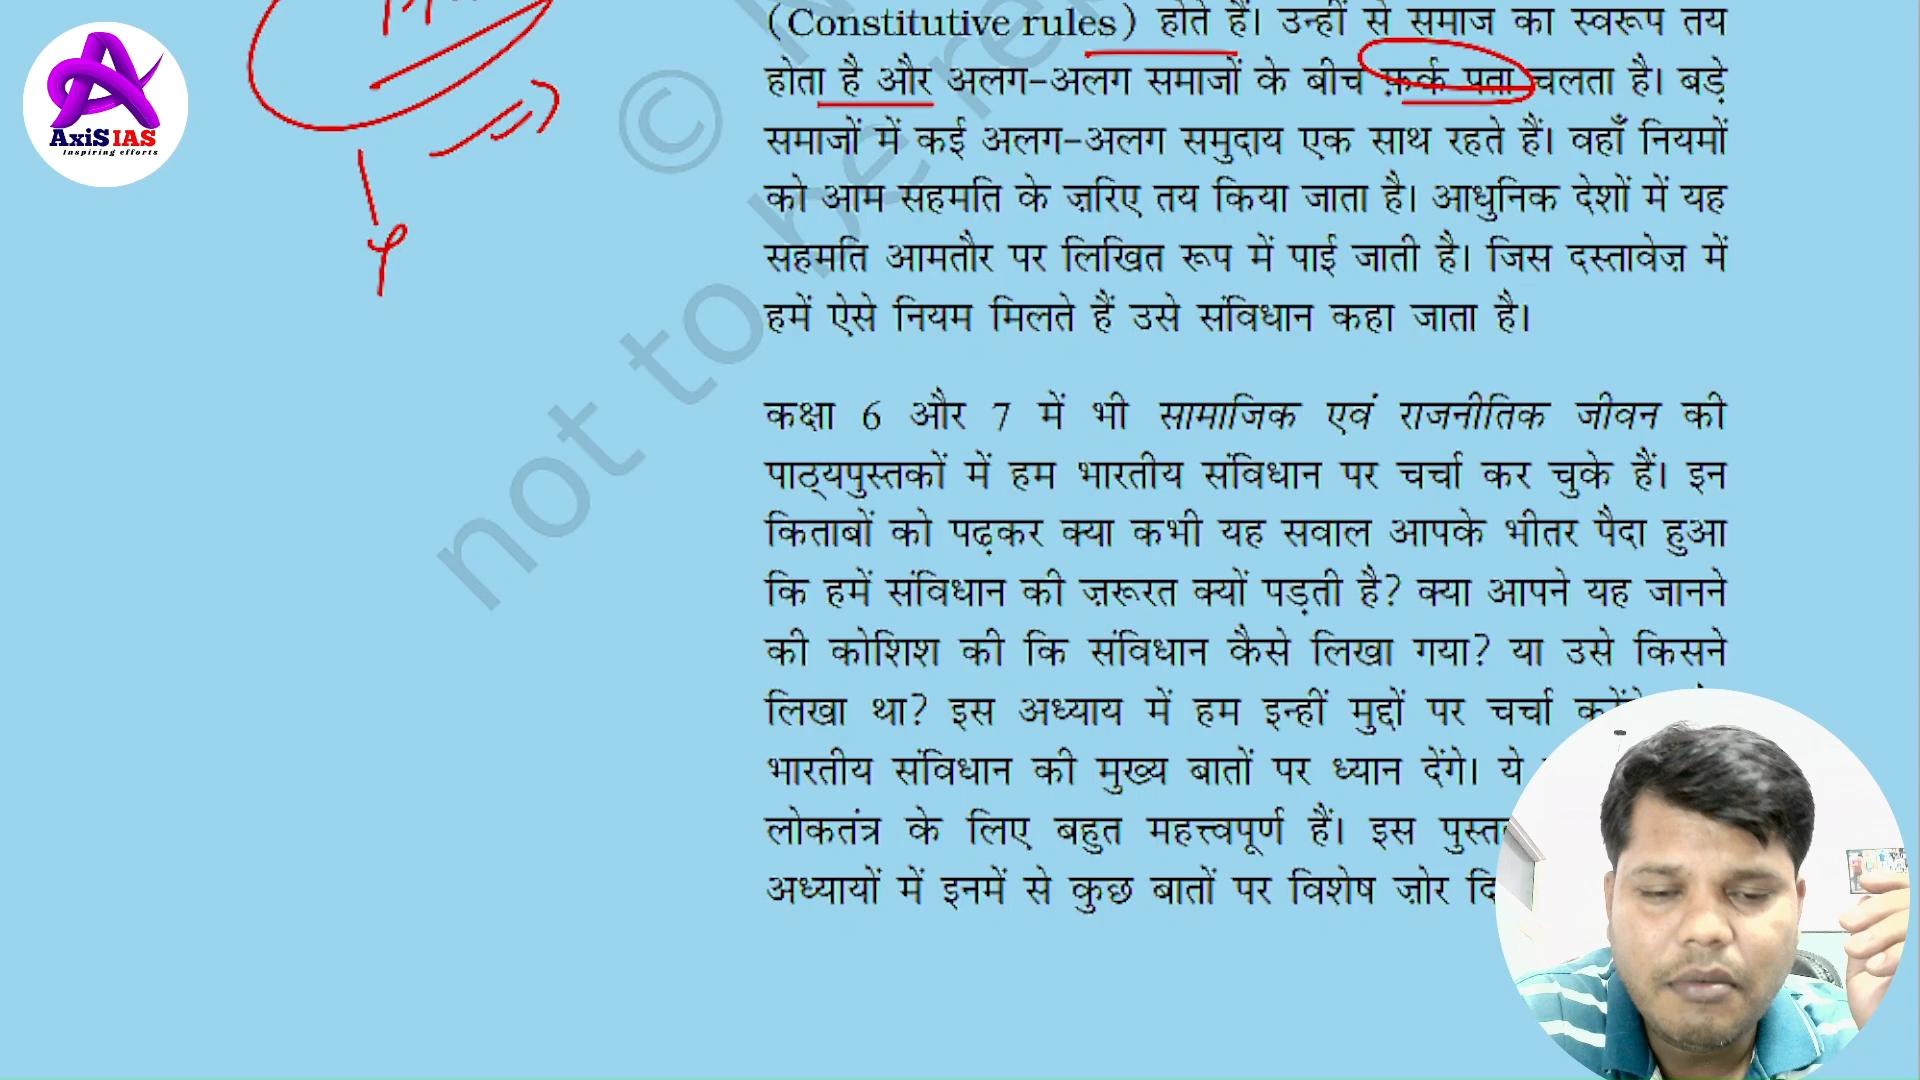 AxiS IAS
Inspiring efforts
(Constitutive rules) होते हैं। उन्हीं से समाज का स्वरूप तय
होता है और अलग-अलग समाजों के बीच फ़र्क पता चलता है। बड़े
समाजों में कई अलग-अलग समुदाय एक साथ रहते हैं। वहाँ नियमों
को आम सहमति के ज़रिए तय किया जाता है। आधुनिक देशों में यह
सहमति आमतौर पर लिखित रूप में पाई जाती है। जिस दस्तावेज़ में
हमें ऐसे नियम मिलते हैं उसे संविधान कहा जाता है।
कक्षा 6 और 7 में भी सामाजिक एवं राजनीतिक जीवन की
पाठ्यपुस्तकों में हम भारतीय संविधान पर चर्चा कर चुके हैं। इन
किताबों को पढ़कर क्या कभी यह सवाल आपके भीतर पैदा हुआ
कि हमें संविधान की ज़रूरत क्यों पड़ती है? क्या आपने यह जानने
की कोशिश की कि संविधान कैसे लिखा गया? या उसे किसने
लिखा था? इस अध्याय में हम इन्हीं मुद्दों पर चर्चा
भारतीय संविधान की मुख्य बातों पर ध्यान देंगे। ये
लोकतंत्र के लिए बहुत महत्त्वपूर्ण हैं। इस
अध्यायों में इनमें से कुछ बातों पर विशेष ज़ोर
©
not to be